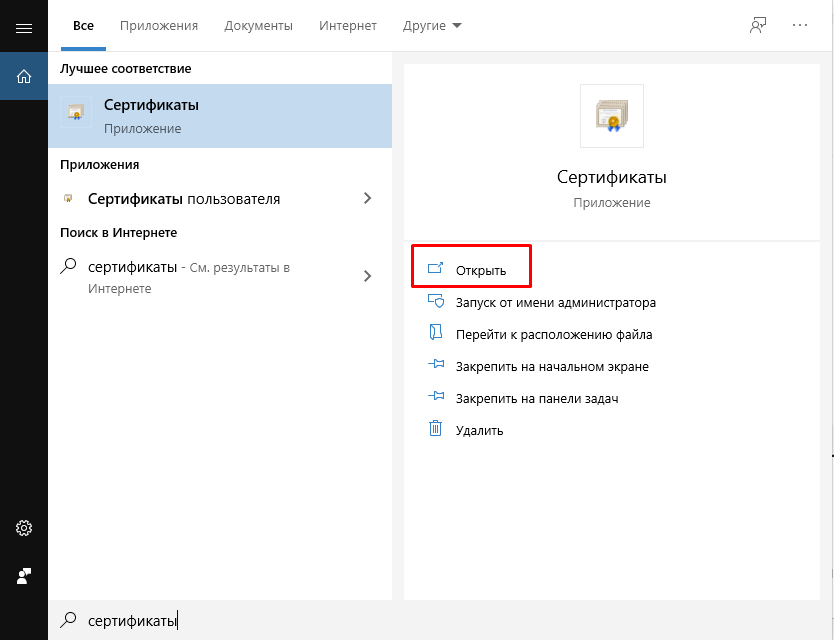 Все Приложения Документы Интернет Другие
Лучшее соответствие
Сертификаты
Приложение
Приложения
Сертификаты пользователя
Поиск в Интернете
сертификаты - См. результаты в
Интернете
Сертификаты
Приложение
Открыть
Запуск от имени администратора
Перейти к расположению файла
Закрепить на начальном экране
Закрепить на панели задач
Удалить
сертификаты